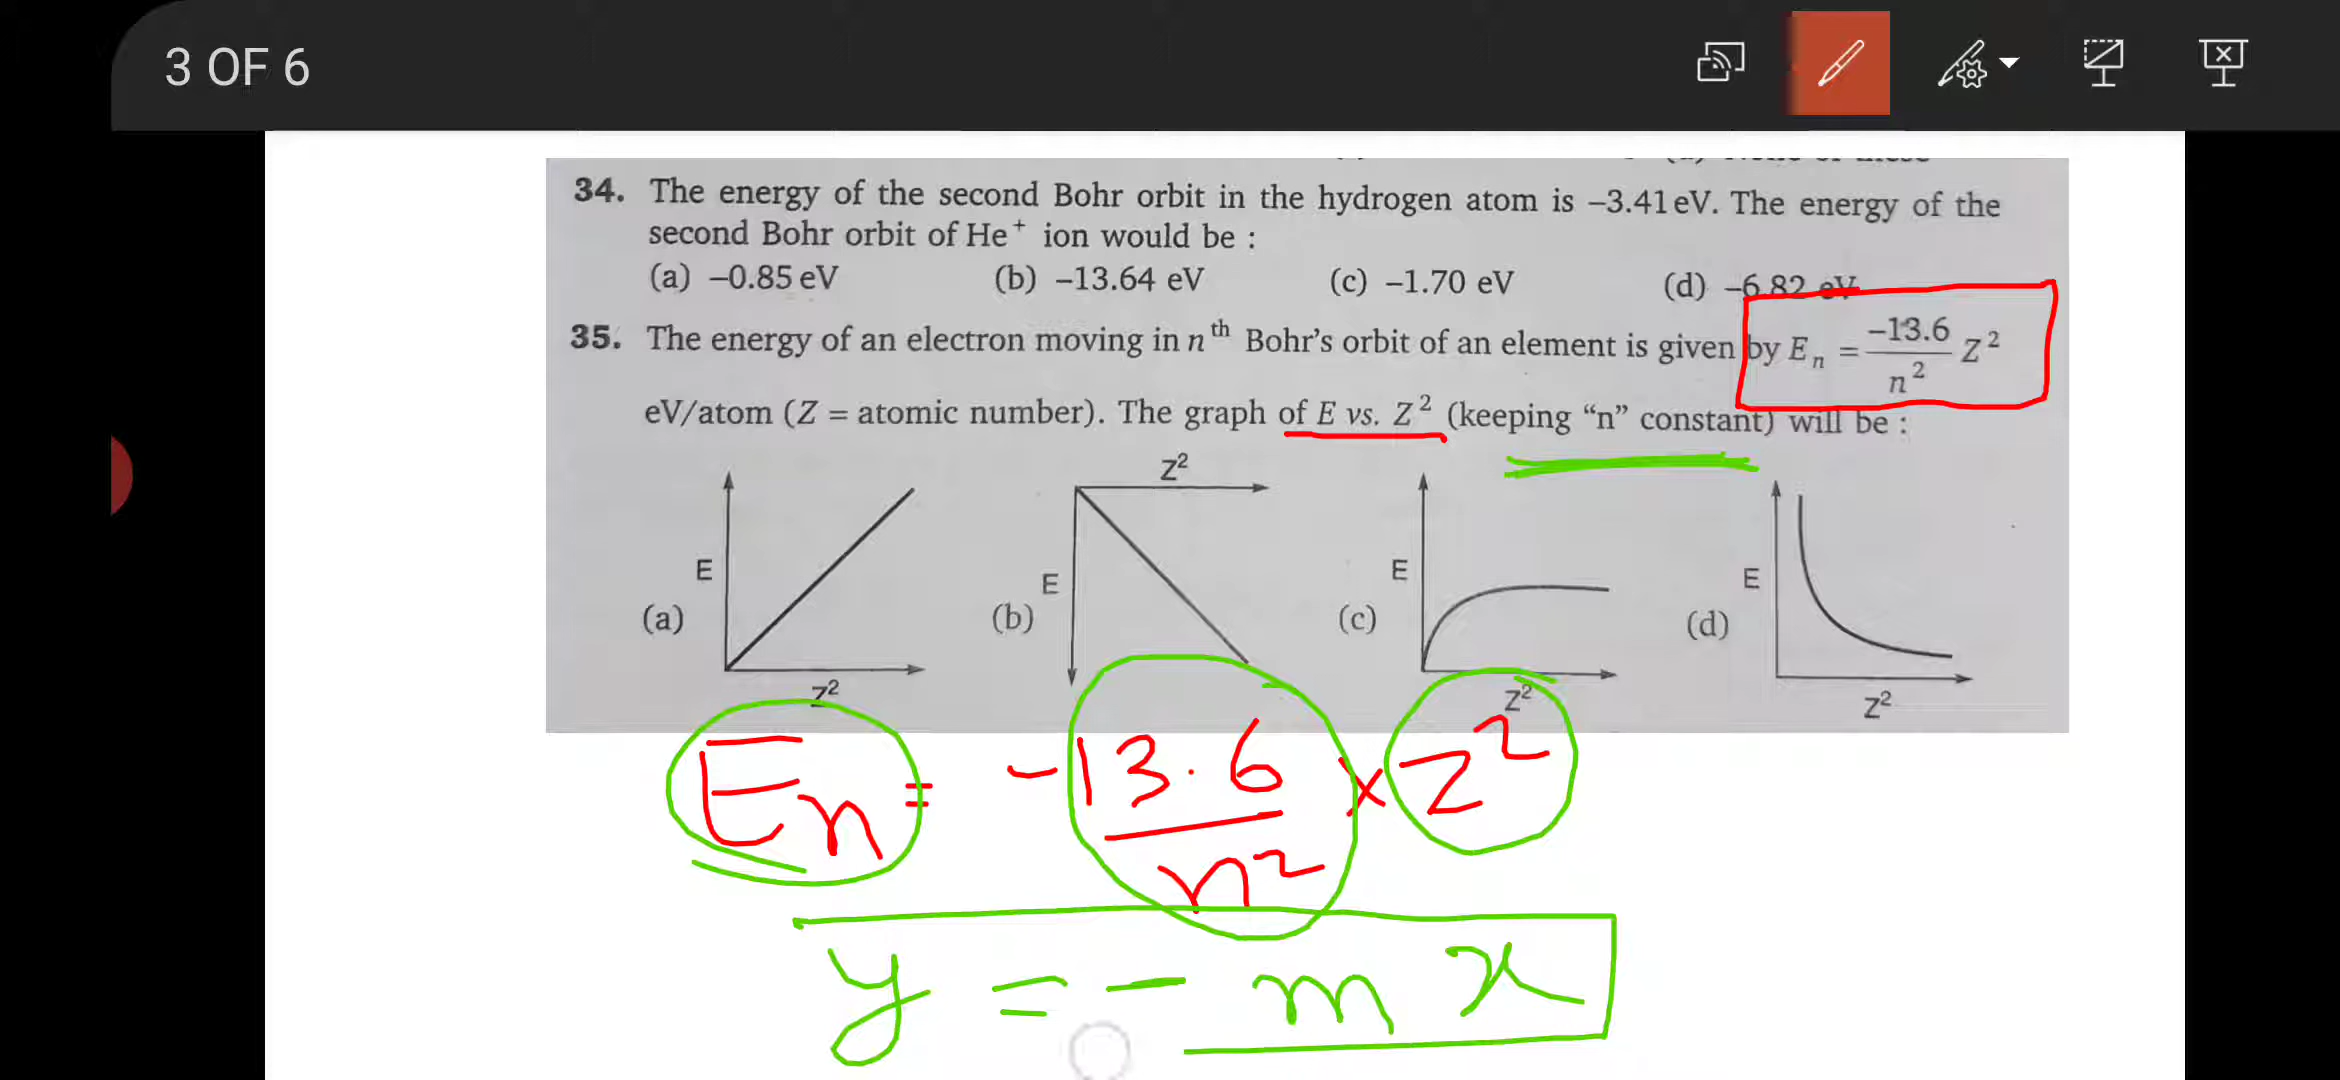 3 OF 6
34. The energy of the second Bohr orbit in the hydrogen atom is –3.41 eV. The energy of the
second Bohr orbit of He⁺ ion would be :
(a) –0.85 eV (b) –13.64 eV (c) –1.70 eV (d) –6.82 eV
35. The energy of an electron moving in nᵗʰ Bohr's orbit of an element is given by Eₙ = –13.6/n² Z²
eV/atom (Z = atomic number). The graph of E vs. Z² (keeping "n" constant) will be :
Z²
E E E E
(a) (b) (c) (d)
Z² Z² Z²
Eₙ = –13.6/n² × Z²
y = – m x